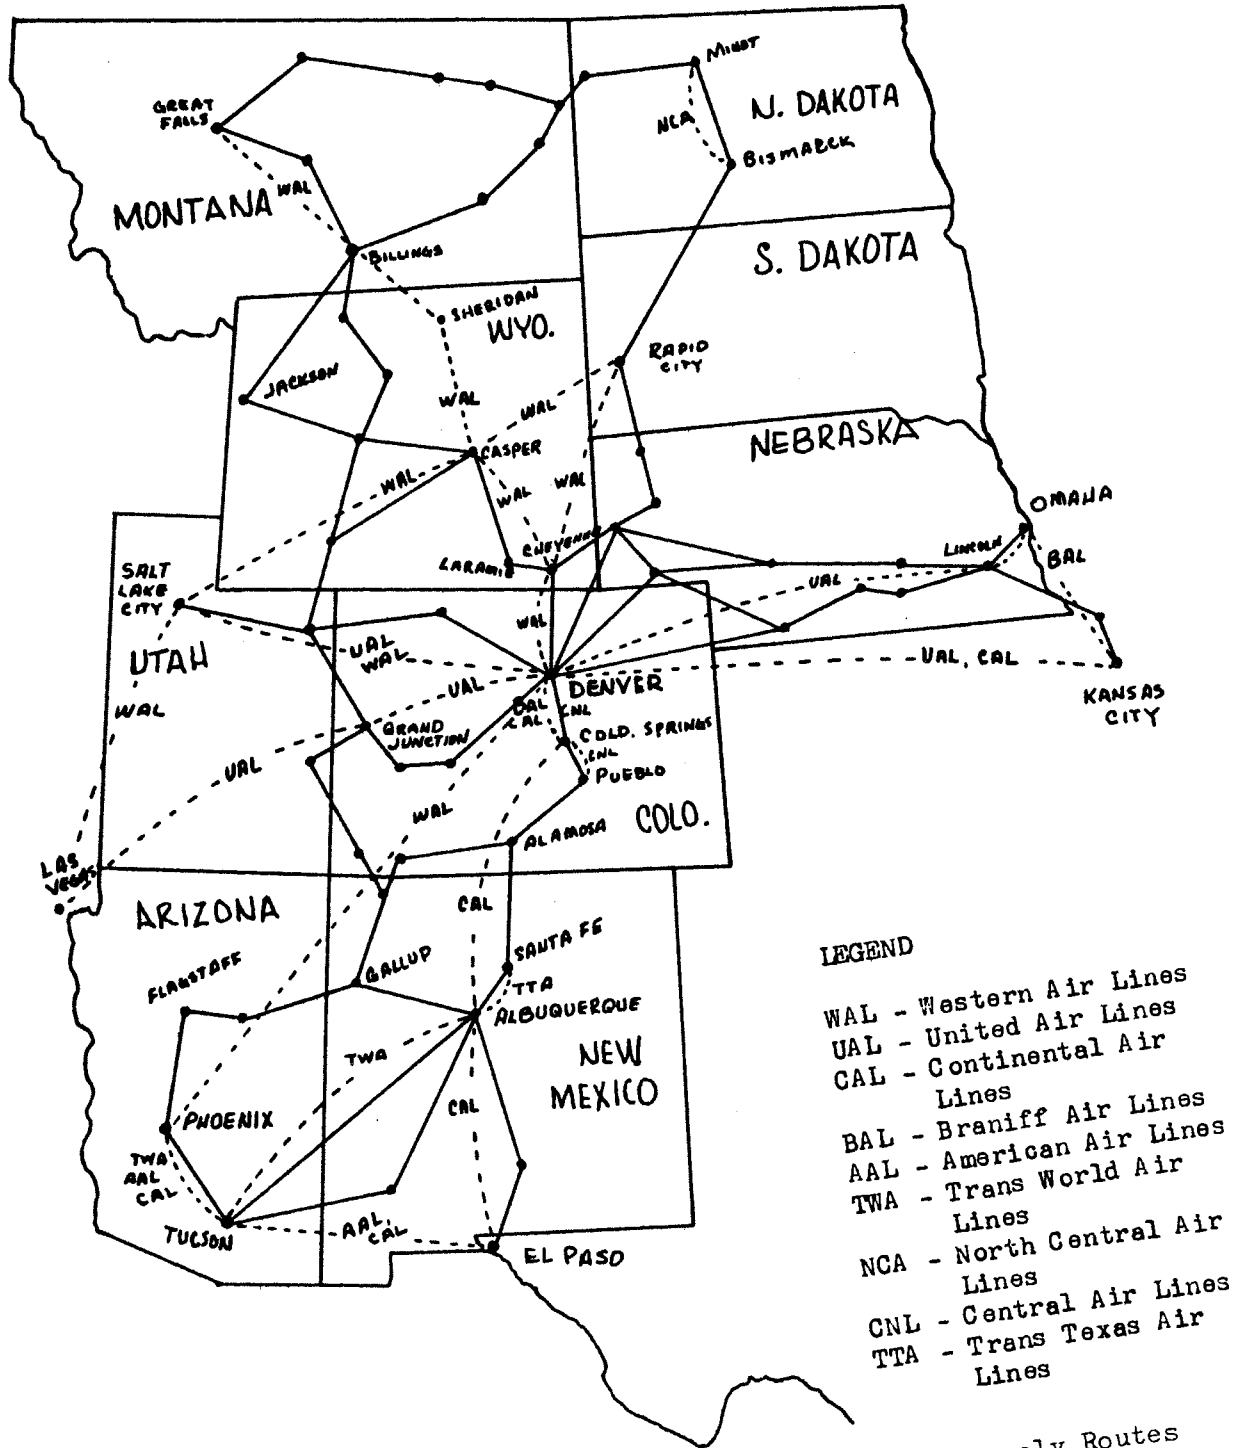 MINOT
GREAT
FALLS
N. DAKOTA
NCA
BISMARCK
WAL
MONTANA
BILLINGS
S. DAKOTA
SHERIDAN
WYO.
RAPID
CITY
JACKSON
WAL
WAL
NEBRASKA
CASPER
WAL
WAL
WAL
OMAHA
CHEYENNE
LINCOLN
LARAMIE
BAL
SALT
LAKE
CITY
UAL
WAL
UAL
WAL
UTAH
UAL, CAL
UAL
DENVER
WAL
KANSAS
CITY
CAL
CNL
GRAND
JUNCTION
COLO. SPRINGS
CNL
PUEBLO
UAL
WAL
COLO.
ALAMOSA
LAS
VEGAS
CAL
ARIZONA
SANTA FE
FLAGSTAFF
GALLUP
TTA
ALBUQUERQUE
TWA
NEW
MEXICO
CAL
PHOENIX
TWA
AAL
CAL
TUCSON
AAL,
CAL
EL PASO
LEGEND
WAL - Western Air Lines
UAL - United Air Lines
CAL - Continental Air
Lines
BAL - Braniff Air Lines
AAL - American Air Lines
TWA - Trans World Air
Lines
NCA - North Central Air
Lines
CNL - Central Air Lines
TTA - Trans Texas Air
Lines
Routes